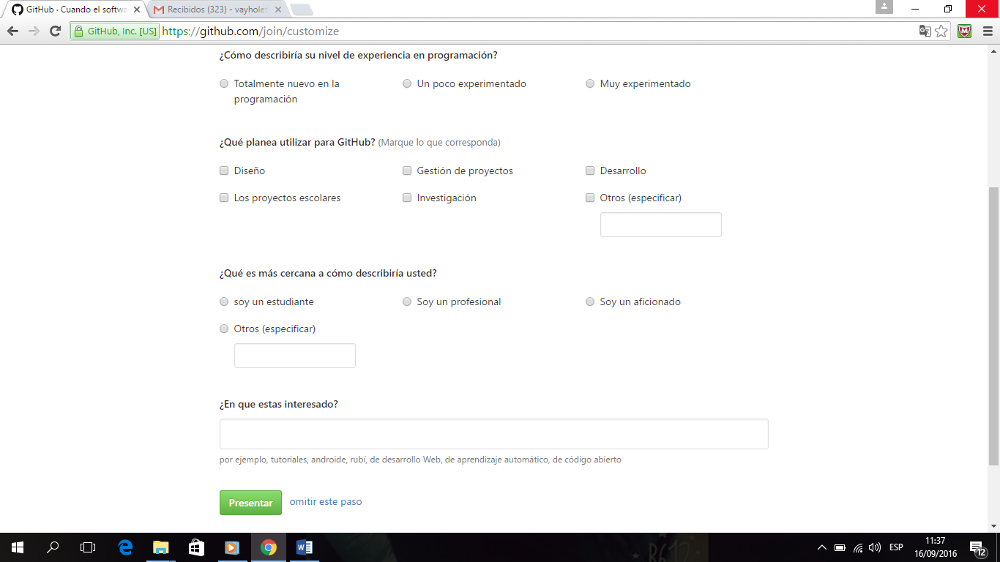 GitHub · Cuando el softwa
Recibidos (323) - vayholet
GitHub, Inc. [US] https://github.com/join/customize
¿Cómo describiría su nivel de experiencia en programación?
Totalmente nuevo en la programación
Un poco experimentado
Muy experimentado
¿Qué planea utilizar para GitHub? (Marque lo que corresponda)
Diseño
Gestión de proyectos
Desarrollo
Los proyectos escolares
Investigación
Otros (especificar)
¿Qué es más cercana a cómo describiría usted?
soy un estudiante
Soy un profesional
Soy un aficionado
Otros (especificar)
¿En que estas interesado?
por ejemplo, tutoriales, androide, rubí, de desarrollo Web, de aprendizaje automático, de código abierto
Presentar
omitir este paso
ESP
11:37
16/09/2016
12